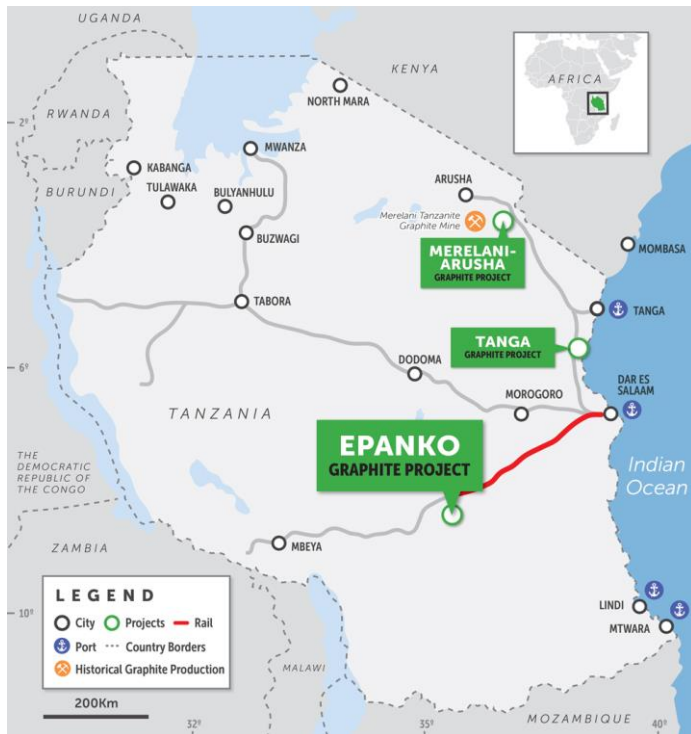 UGANDA
KENYA
AFRICA
NORTH MARA
RWANDA
2º
MWANZA
KABANGA
ARUSHA
TULAWAKA
BULYANHULU
BURUNDI
Merelani Tanzanite
Graphite Mine
BUZWAGI
MERELANI-
ARUSHA
GRAPHITE PROJECT
MOMBASA
TABORA
TANGA
TANGA
GRAPHITE PROJECT
6º
DODOMA
DAR ES
SALAAM
MOROGORO
TANZANIA
EPANKO
GRAPHITE PROJECT
THE
DEMOCRATIC
REPUBLIC OF
THE CONGO
Indian
Ocean
MBEYA
ZAMBIA
LEGEND
City
Projects
Rail
Port
Country Borders
Historical Graphite Production
200Km
10º
LINDI
MTWARA
MALAWI
32º
35º
40º
MOZAMBIQUE